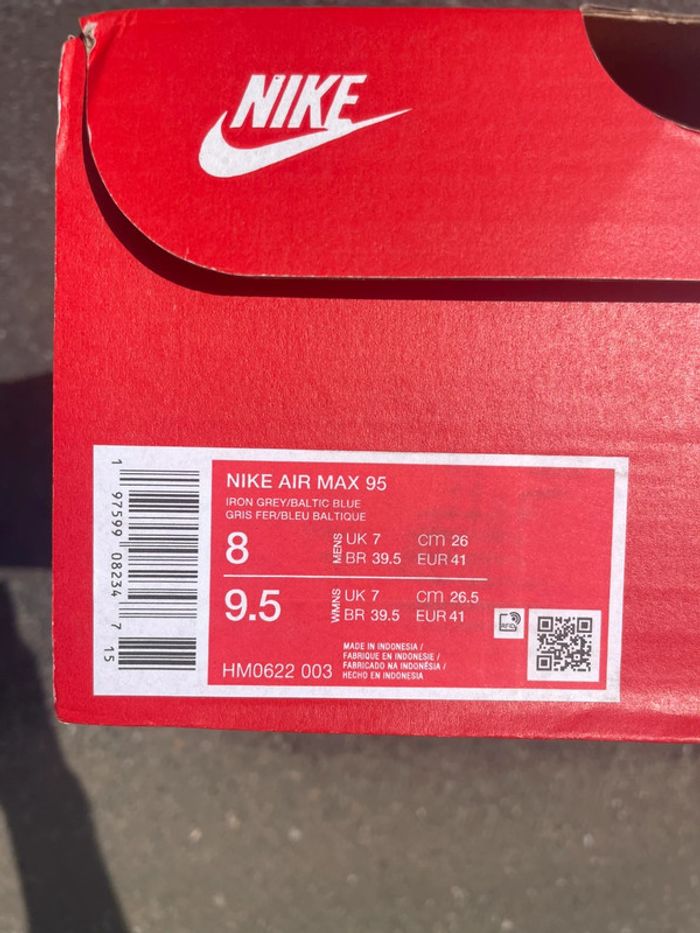 NIKE
NIKE AIR MAX 95
IRON GREY/BALTIC BLUE
GRIS FER/BLEU BALTIQUE
8 MENS UK 7 cm 26
BR 39.5 EUR 41
9.5 WMNS UK 7 cm 26.5
BR 39.5 EUR 41
RFID
HM0622 003
MADE IN INDONESIA /
FABRIQUE EN INDONESIE /
FABRICADO NA INDONÉSIA /
HECHO EN INDONESIA
1 97599 08234 7 15